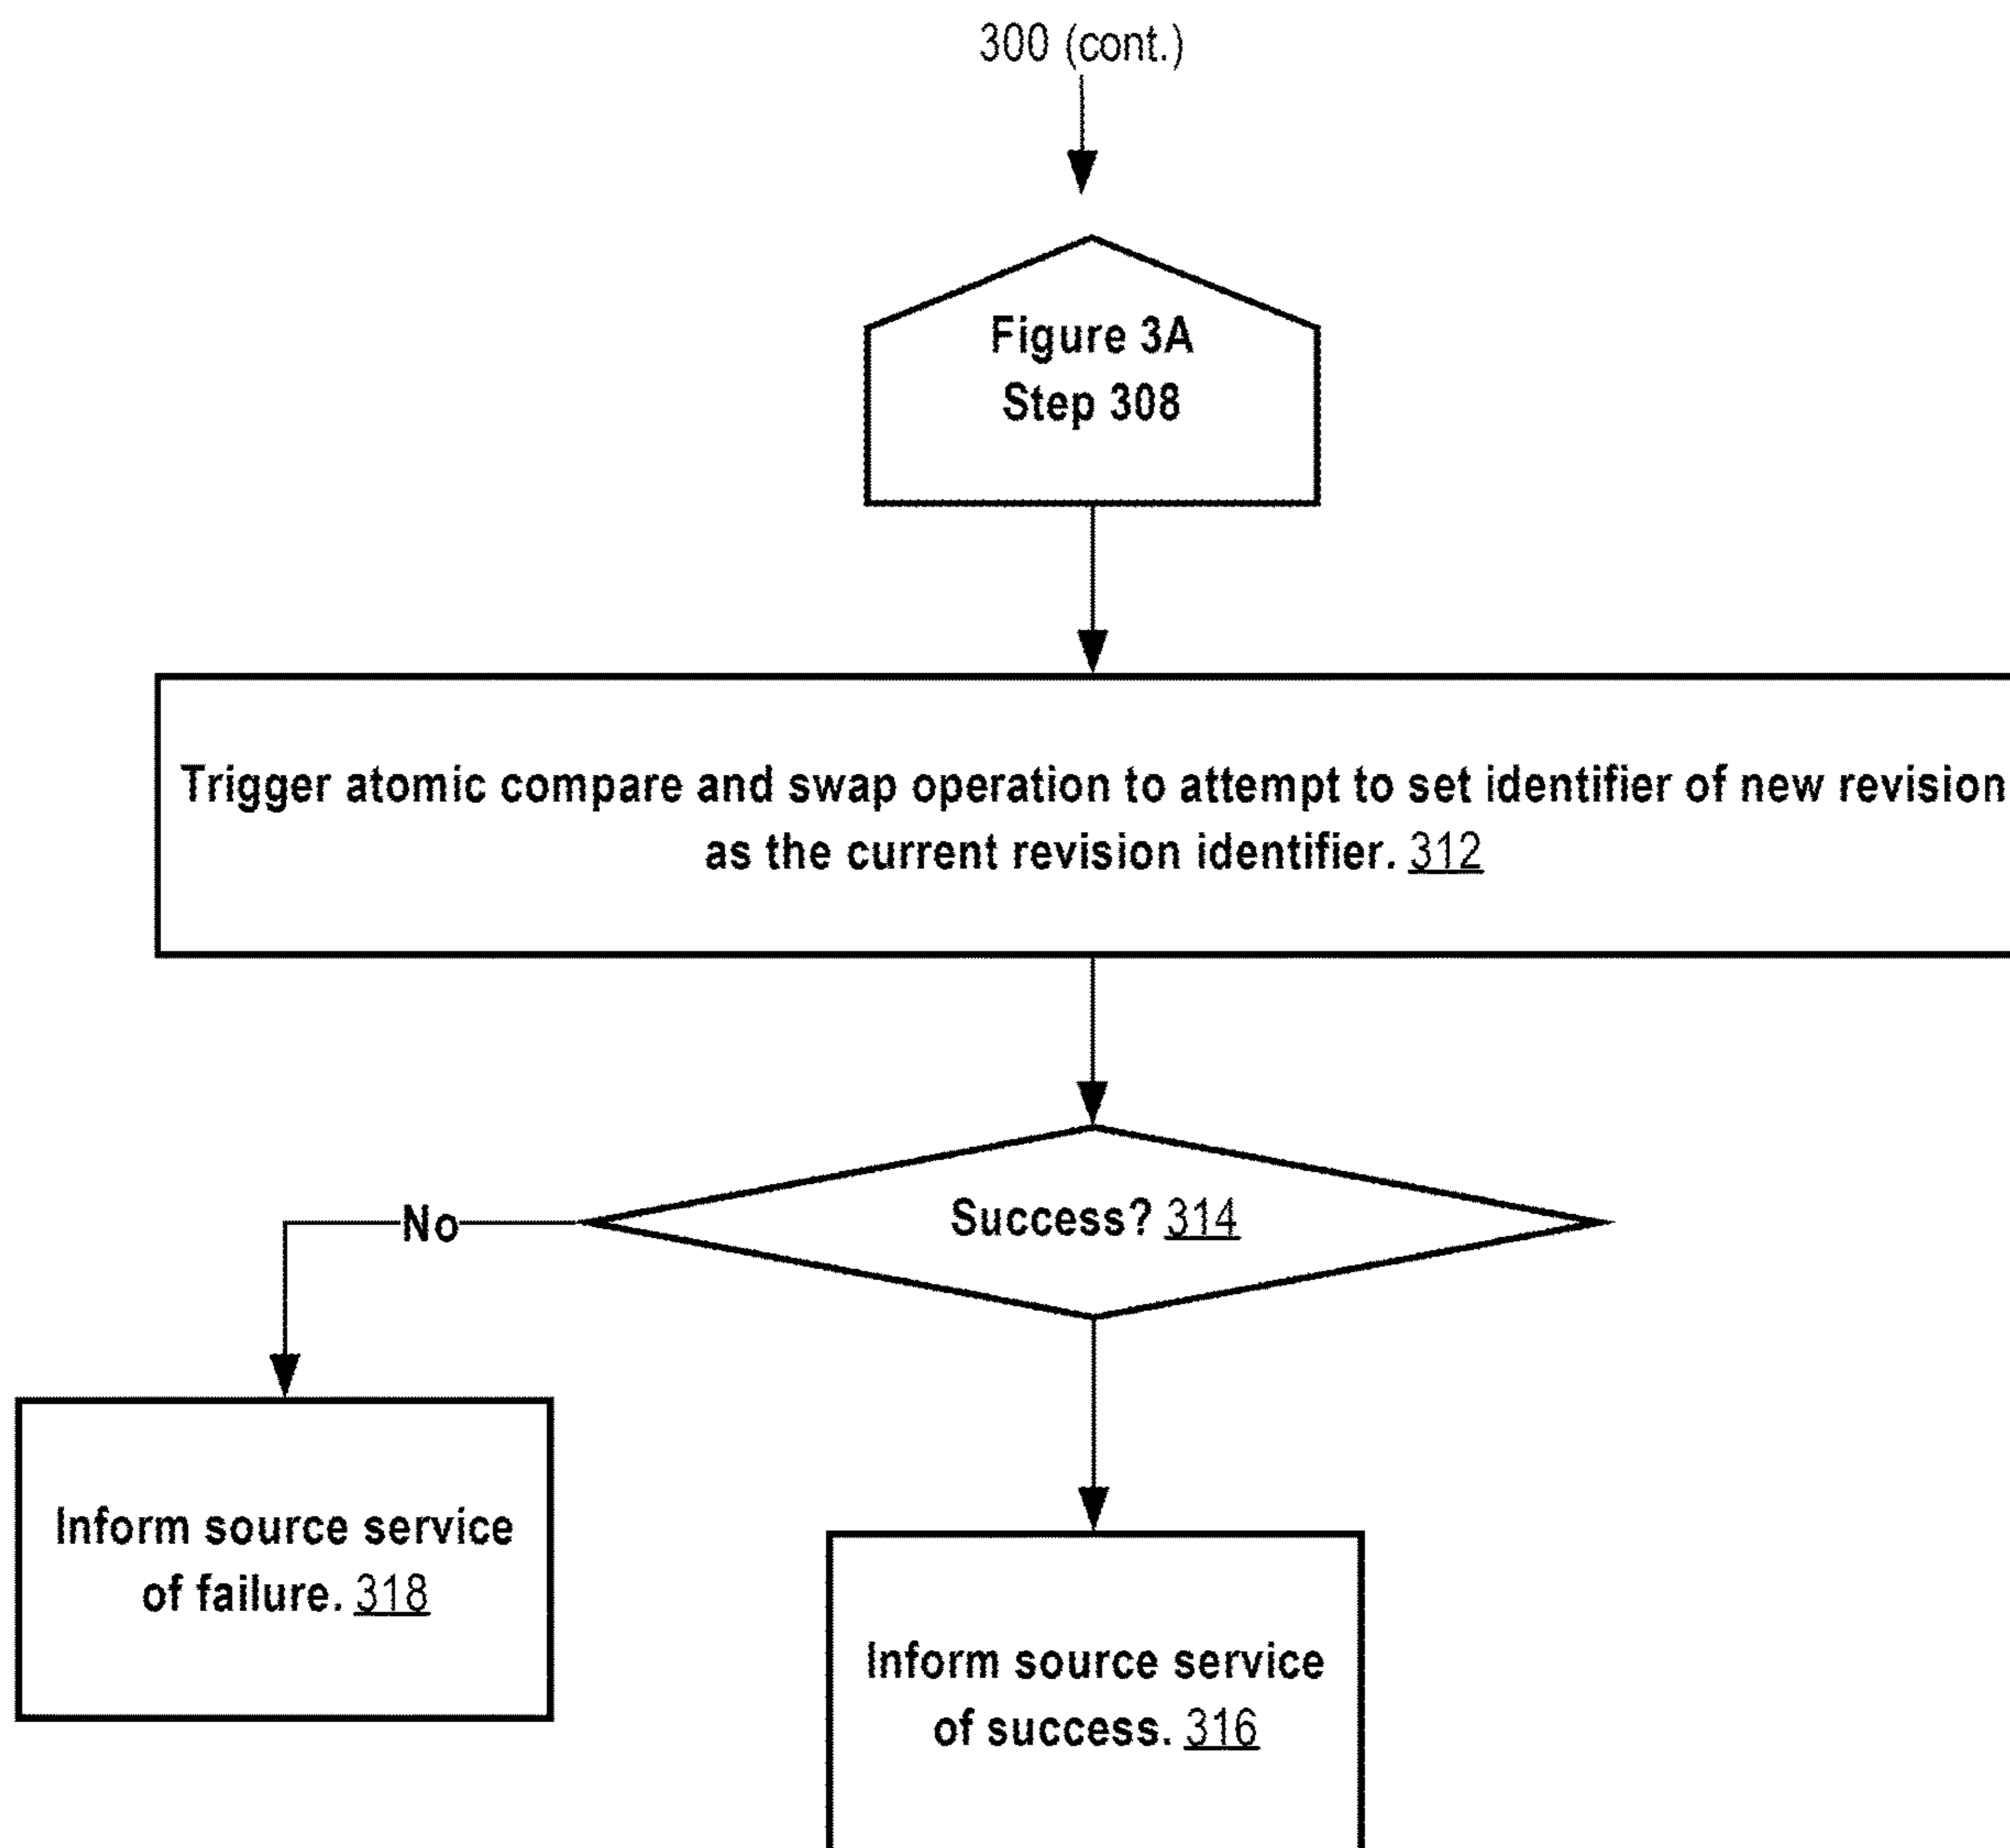 300 (cont.)
Figure 3A
Step 308
Trigger atomic compare and swap operation to attempt to set identifier of new revision
as the current revision identifier. 312
Success? 314
No
Inform source service
of failure. 318
Inform source service
of success. 316